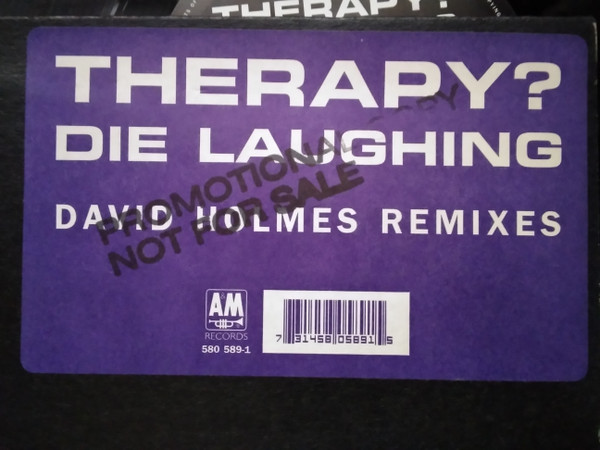 THERAPY?
THERAPY?
DIE LAUGHING
PROMOTIONAL COPY
NOT FOR SALE
DAVID HOLMES REMIXES
A&M
RECORDS
580 589-1
7 31458 05891 5